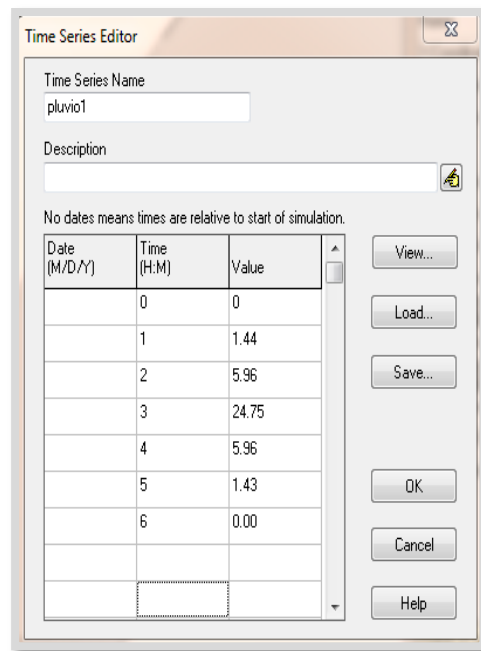 Time Series Editor
Time Series Name
pluvio1
Description
No dates means times are relative to start of simulation.
Date (M/D/Y) Time (H:M) Value
0 0
1 1.44
2 5.96
3 24.75
4 5.96
5 1.43
6 0.00
View...
Load...
Save...
OK
Cancel
Help